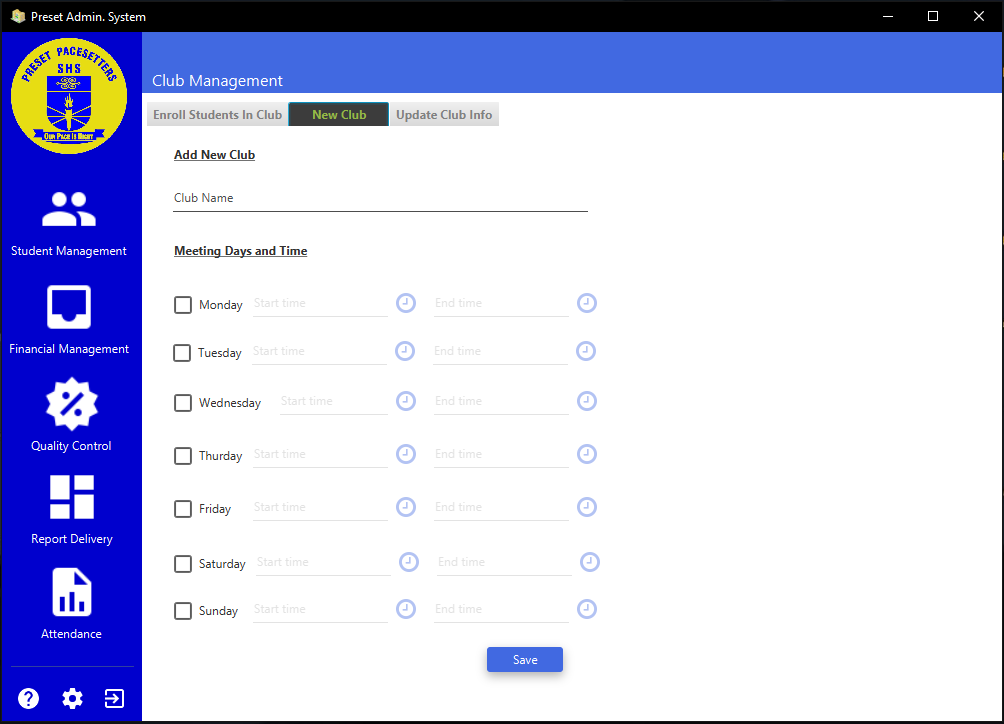 Preset Admin. System
PRESET PACESETTERS
SHS
OUR PACE IS RIGHT
Club Management
Enroll Students In Club New Club Update Club Info
Add New Club
Club Name
Meeting Days and Time
Monday Start time End time
Tuesday Start time End time
Wednesday Start time End time
Thurday Start time End time
Friday Start time End time
Saturday Start time End time
Sunday Start time End time
Save
Student Management
Financial Management
Quality Control
Report Delivery
Attendance